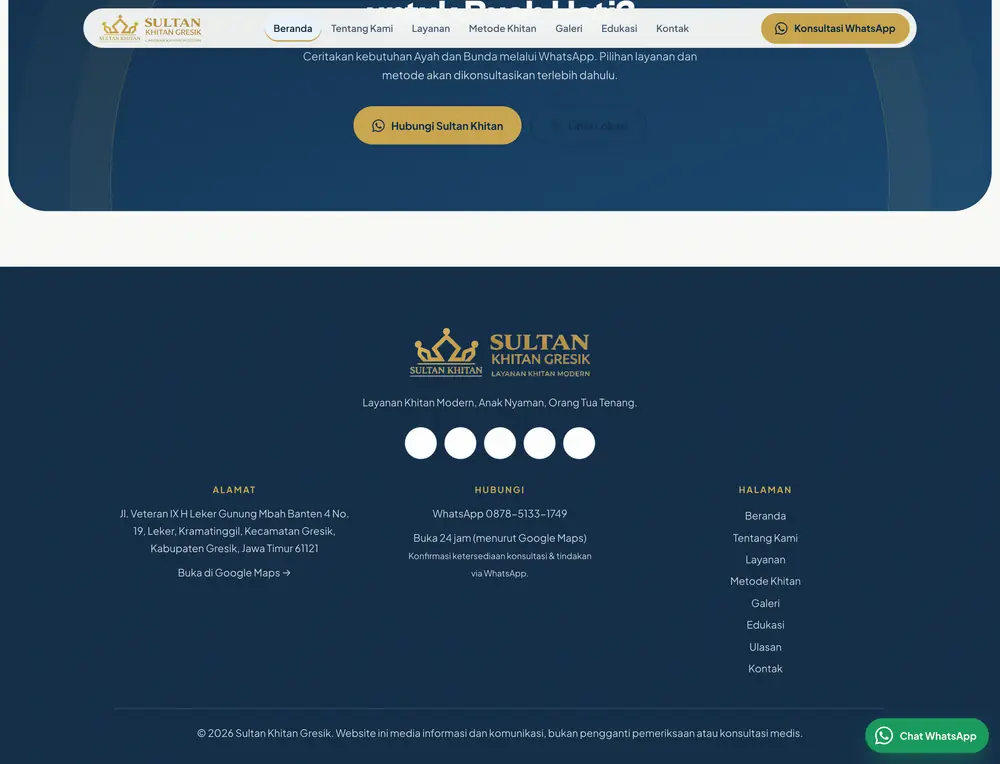 SULTAN
KHITAN GRESIK
SULTAN KHITAN
Beranda
Tentang Kami
Layanan
Metode Khitan
Galeri
Edukasi
Kontak
Konsultasi WhatsApp
untuk Buah Hati?
Ceritakan kebutuhan Ayah dan Bunda melalui WhatsApp. Pilihan layanan dan
metode akan dikonsultasikan terlebih dahulu.
Hubungi Sultan Khitan
SULTAN
KHITAN GRESIK
SULTAN KHITAN
LAYANAN KHITAN MODERN
Layanan Khitan Modern, Anak Nyaman, Orang Tua Tenang.
ALAMAT
Jl. Veteran IX H Leker Gunung Mbah Banten 4 No.
19, Leker, Kramatinggil, Kecamatan Gresik,
Kabupaten Gresik, Jawa Timur 61121
Buka di Google Maps →
HUBUNGI
WhatsApp 0878-5133-1749
Buka 24 jam (menurut Google Maps)
Konfirmasi ketersediaan konsultasi & tindakan
via WhatsApp.
HALAMAN
Beranda
Tentang Kami
Layanan
Metode Khitan
Galeri
Edukasi
Ulasan
Kontak
© 2026 Sultan Khitan Gresik. Website ini media informasi dan komunikasi, bukan pengganti pemeriksaan atau konsultasi medis.
Chat WhatsApp